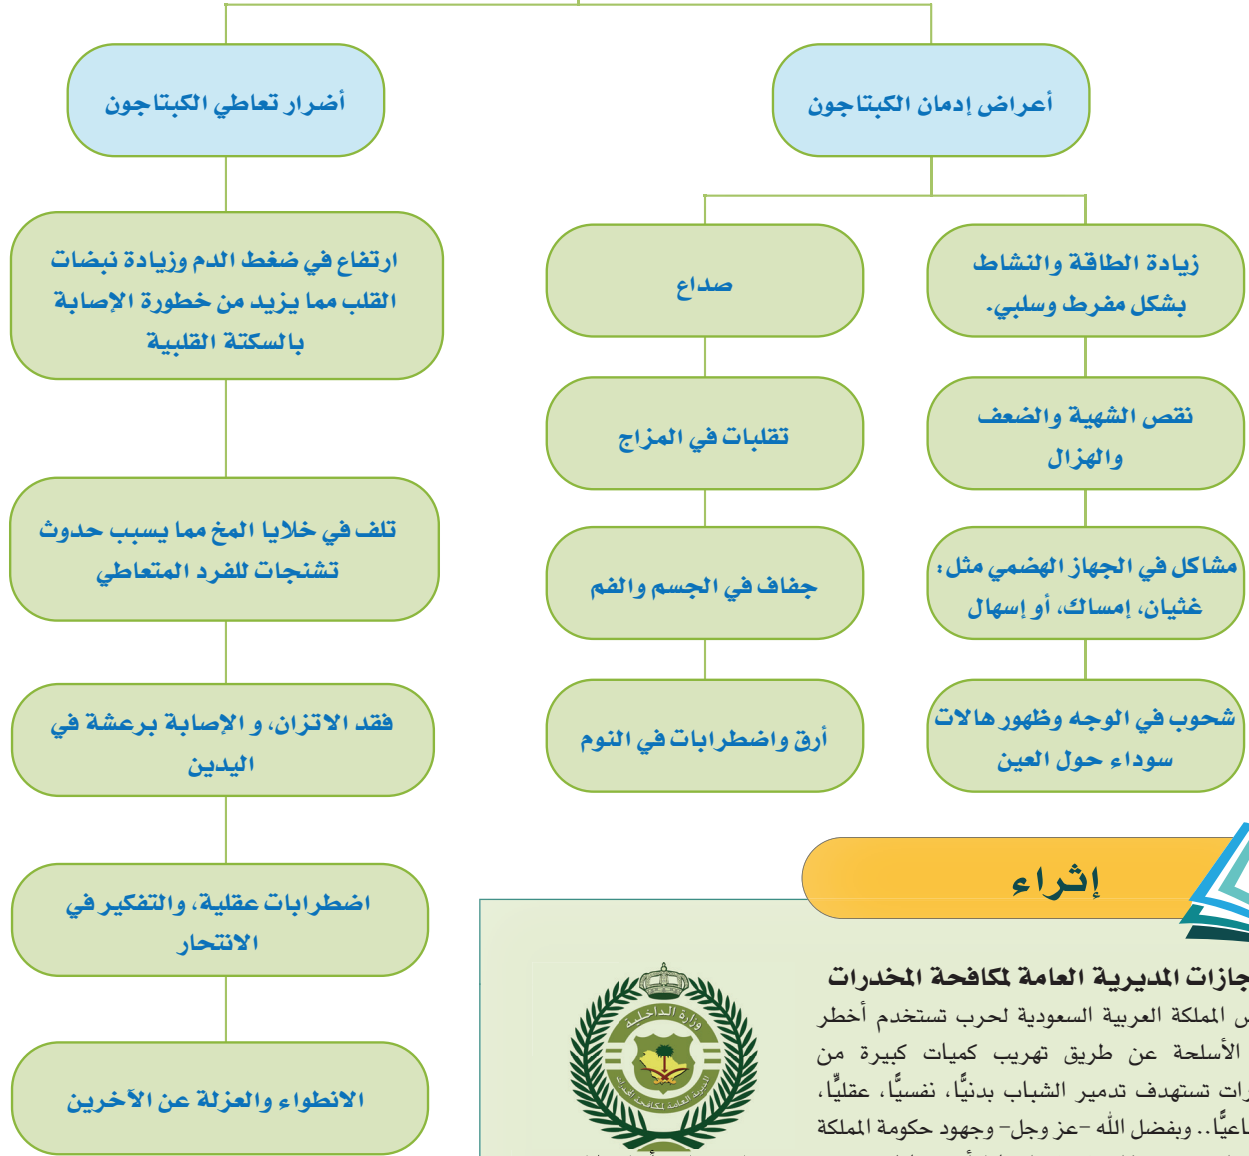 أعراض إدمان الكبتاجون
زيادة الطاقة والنشاط
بشكل مفرط وسلبي.
نقص الشهية والضعف
والهزال
مشاكل في الجهاز الهضمي مثل:
غثيان، إمساك، أو إسهال
شحوب في الوجه وظهور هالات
سوداء حول العين
صداع
تقلبات في المزاج
جفاف في الجسم والفم
أرق واضطرابات في النوم
أضرار تعاطي الكبتاجون
ارتفاع في ضغط الدم وزيادة نبضات
القلب مما يزيد من خطورة الإصابة
بالسكتة القلبية
تلف في خلايا المخ مما يسبب حدوث
تشنجات للفرد المتعاطي
فقد الاتزان، و الإصابة برعشة في
اليدين
اضطرابات عقلية، والتفكير في
الانتحار
الانطواء والعزلة عن الآخرين
إثراء
المديرية العامة لمكافحة المخدرات
المملكة العربية السعودية لحرب تستخدم أخطر
الأسلحة عن طريق تهريب كميات كبيرة من
تستهدف تدمير الشباب بدنيًّا، نفسيًّا، عقليًّا،
.. وبفضل الله -عز وجل- وجهود حكومة المملكة
وزارة الداخلية
المديرية العامة لمكافحة المخدرات